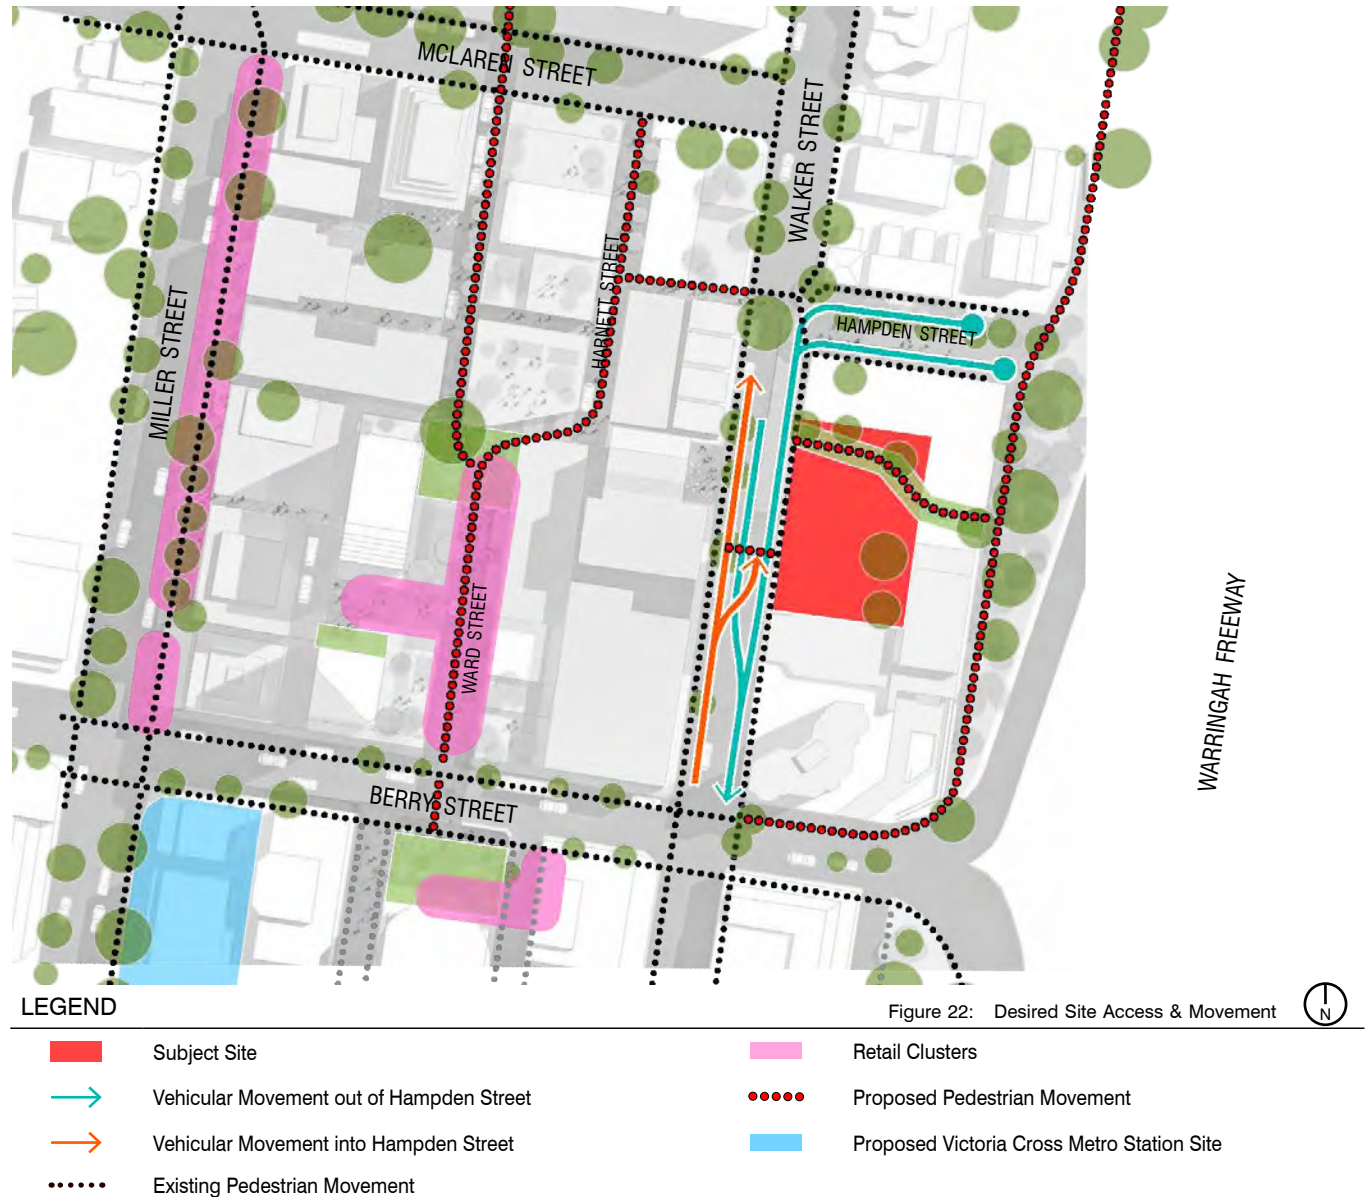 MCLAREN STREET
WALKER STREET
HARNETT STREET
MILLER STREET
HAMPDEN STREET
WARD STREET
WARRINGAH FREEWAY
BERRY STREET
LEGEND
Figure 22: Desired Site Access & Movement
N
Subject Site
Retail Clusters
Vehicular Movement out of Hampden Street
Proposed Pedestrian Movement
Vehicular Movement into Hampden Street
Proposed Victoria Cross Metro Station Site
Existing Pedestrian Movement